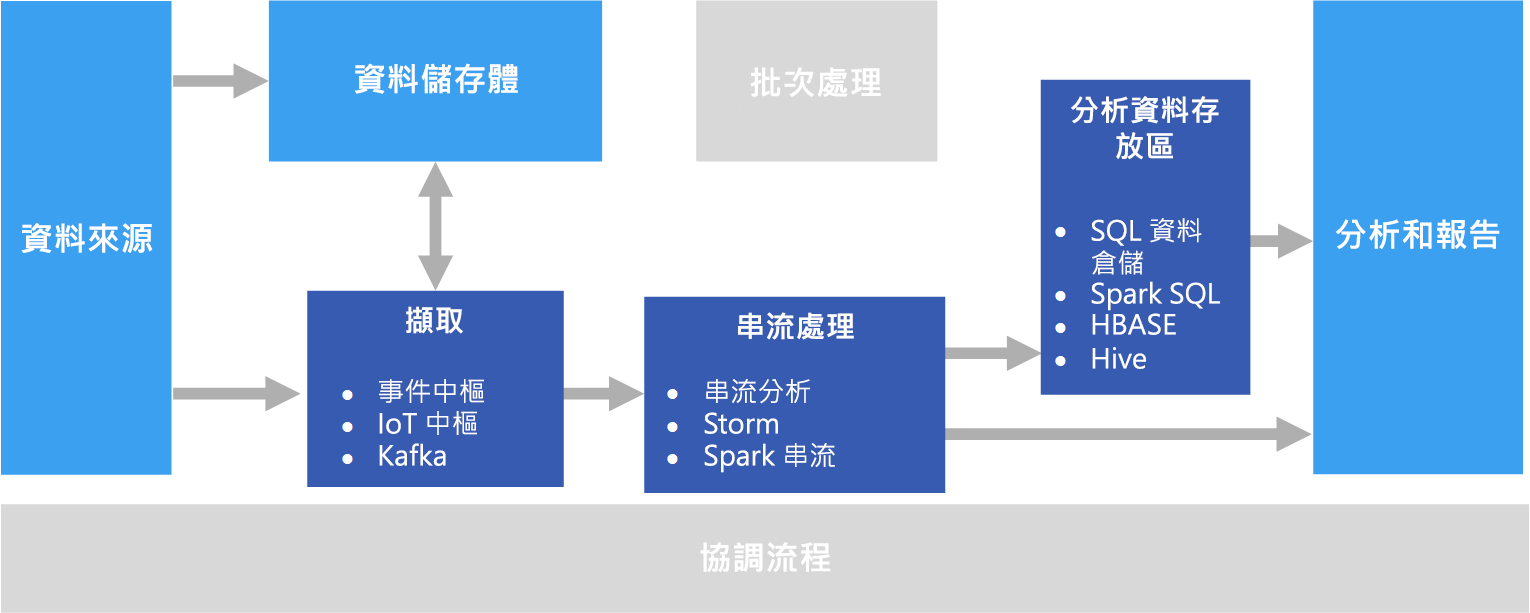 資料來源
資料儲存體
批次處理
擷取
事件中樞
IoT 中樞
Kafka
串流處理
串流分析
Storm
Spark 串流
分析資料存
放區
SQL 資料
倉儲
Spark SQL
HBASE
Hive
分析和報告
協調流程